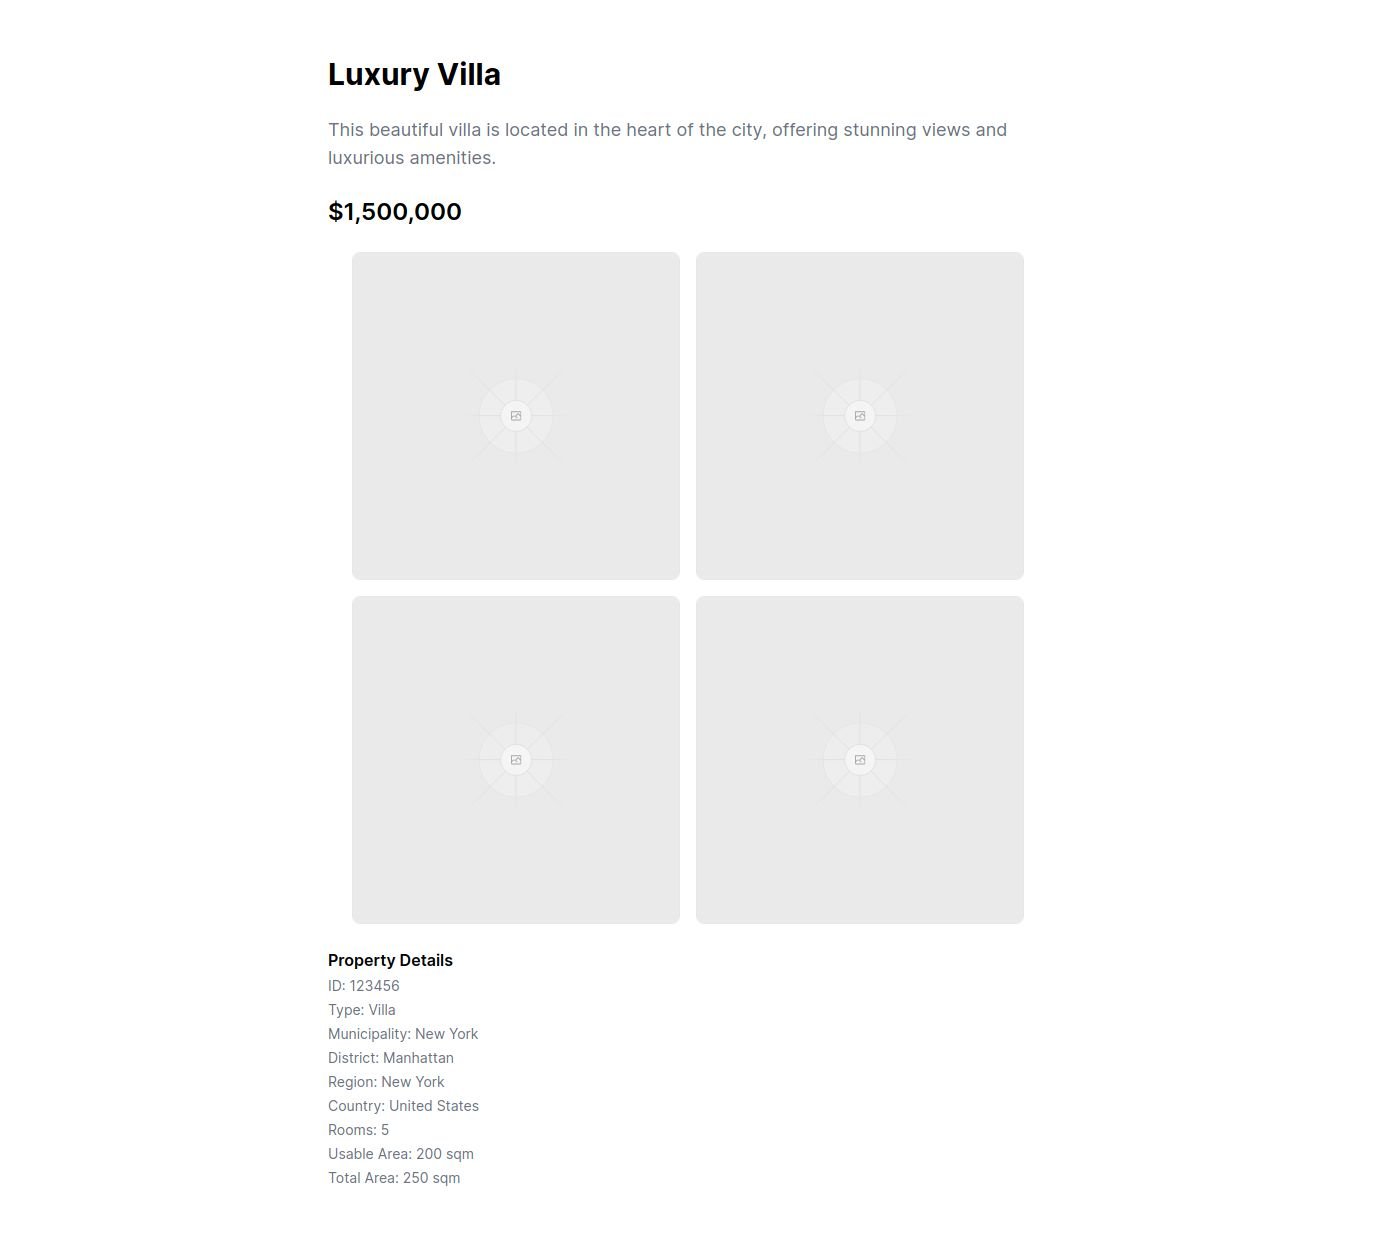 Luxury Villa
This beautiful villa is located in the heart of the city, offering stunning views and
luxurious amenities.
$1,500,000
Property Details
ID: 123456
Type: Villa
Municipality: New York
District: Manhattan
Region: New York
Country: United States
Rooms: 5
Usable Area: 200 sqm
Total Area: 250 sqm